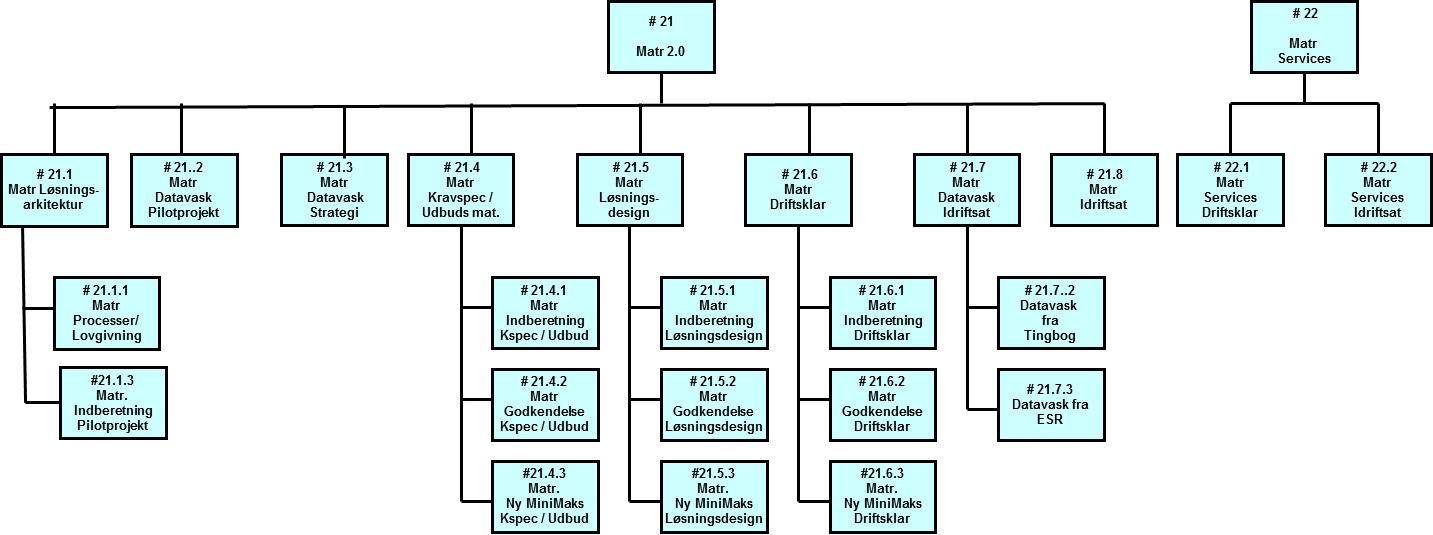 # 21
Matr 2.0
# 22
Matr
Services
# 21.1
Matr Løsnings-
arkitektur
# 21..2
Matr
Datavask
Pilotprojekt
# 21.3
Matr
Datavask
Strategi
# 21.4
Matr
Kravspec /
Udbuds mat.
# 21.5
Matr
Løsnings-
design
# 21.6
Matr
Driftsklar
# 21.7
Matr
Datavask
Idriftsat
# 21.8
Matr
Idriftsat
# 22.1
Matr
Services
Driftsklar
# 22.2
Matr
Services
Idriftsat
# 21.1.1
Matr
Processer/
Lovgivning
#21.1.3
Matr.
Indberetning
Pilotprojekt
# 21.4.1
Matr
Indberetning
Kspec / Udbud
# 21.4.2
Matr
Godkendelse
Kspec / Udbud
#21.4.3
Matr.
Ny MiniMaks
Kspec / Udbud
# 21.5.1
Matr
Indberetning
Løsningsdesign
# 21.5.2
Matr
Godkendelse
Løsningsdesign
#21.5.3
Matr.
Ny MiniMaks
Løsningsdesign
# 21.6.1
Matr
Indberetning
Driftsklar
# 21.6.2
Matr
Godkendelse
Driftsklar
#21.6.3
Matr.
Ny MiniMaks
Driftsklar
# 21.7..2
Datavask
fra
Tingbog
# 21.7.3
Datavask fra
ESR